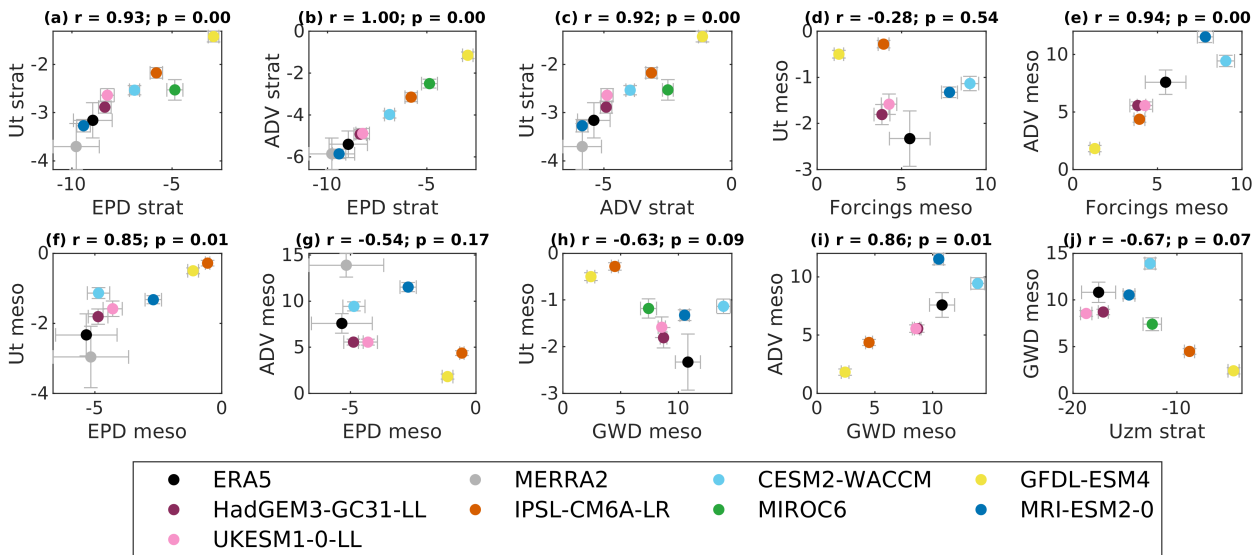 (a) r = 0.93; p = 0.00
(b) r = 1.00; p = 0.00
(c) r = 0.92; p = 0.00
(d) r = -0.28; p = 0.54
(e) r = 0.94; p = 0.00
Ut strat
-2
-3
-4
-10
-5
EPD strat
ADV strat
0
-2
-4
-6
-10
-5
EPD strat
Ut strat
-2
-3
-4
-5
0
ADV strat
Ut meso
0
-1
-2
-3
0
5
10
Forcings meso
ADV meso
10
5
0
0
5
10
Forcings meso
(f) r = 0.85; p = 0.01
(g) r = -0.54; p = 0.17
(h) r = -0.63; p = 0.09
(i) r = 0.86; p = 0.01
(j) r = -0.67; p = 0.07
Ut meso
0
-2
-4
-5
0
EPD meso
ADV meso
15
10
5
0
-5
0
EPD meso
Ut meso
0
-1
-2
-3
0
5
10
GWD meso
ADV meso
10
5
0
0
5
10
GWD meso
GWD meso
15
10
5
0
-20
-10
Uzm strat
ERA5
MERRA2
CESM2-WACCM
GFDL-ESM4
HadGEM3-GC31-LL
IPSL-CM6A-LR
MIROC6
MRI-ESM2-0
UKESM1-0-LL